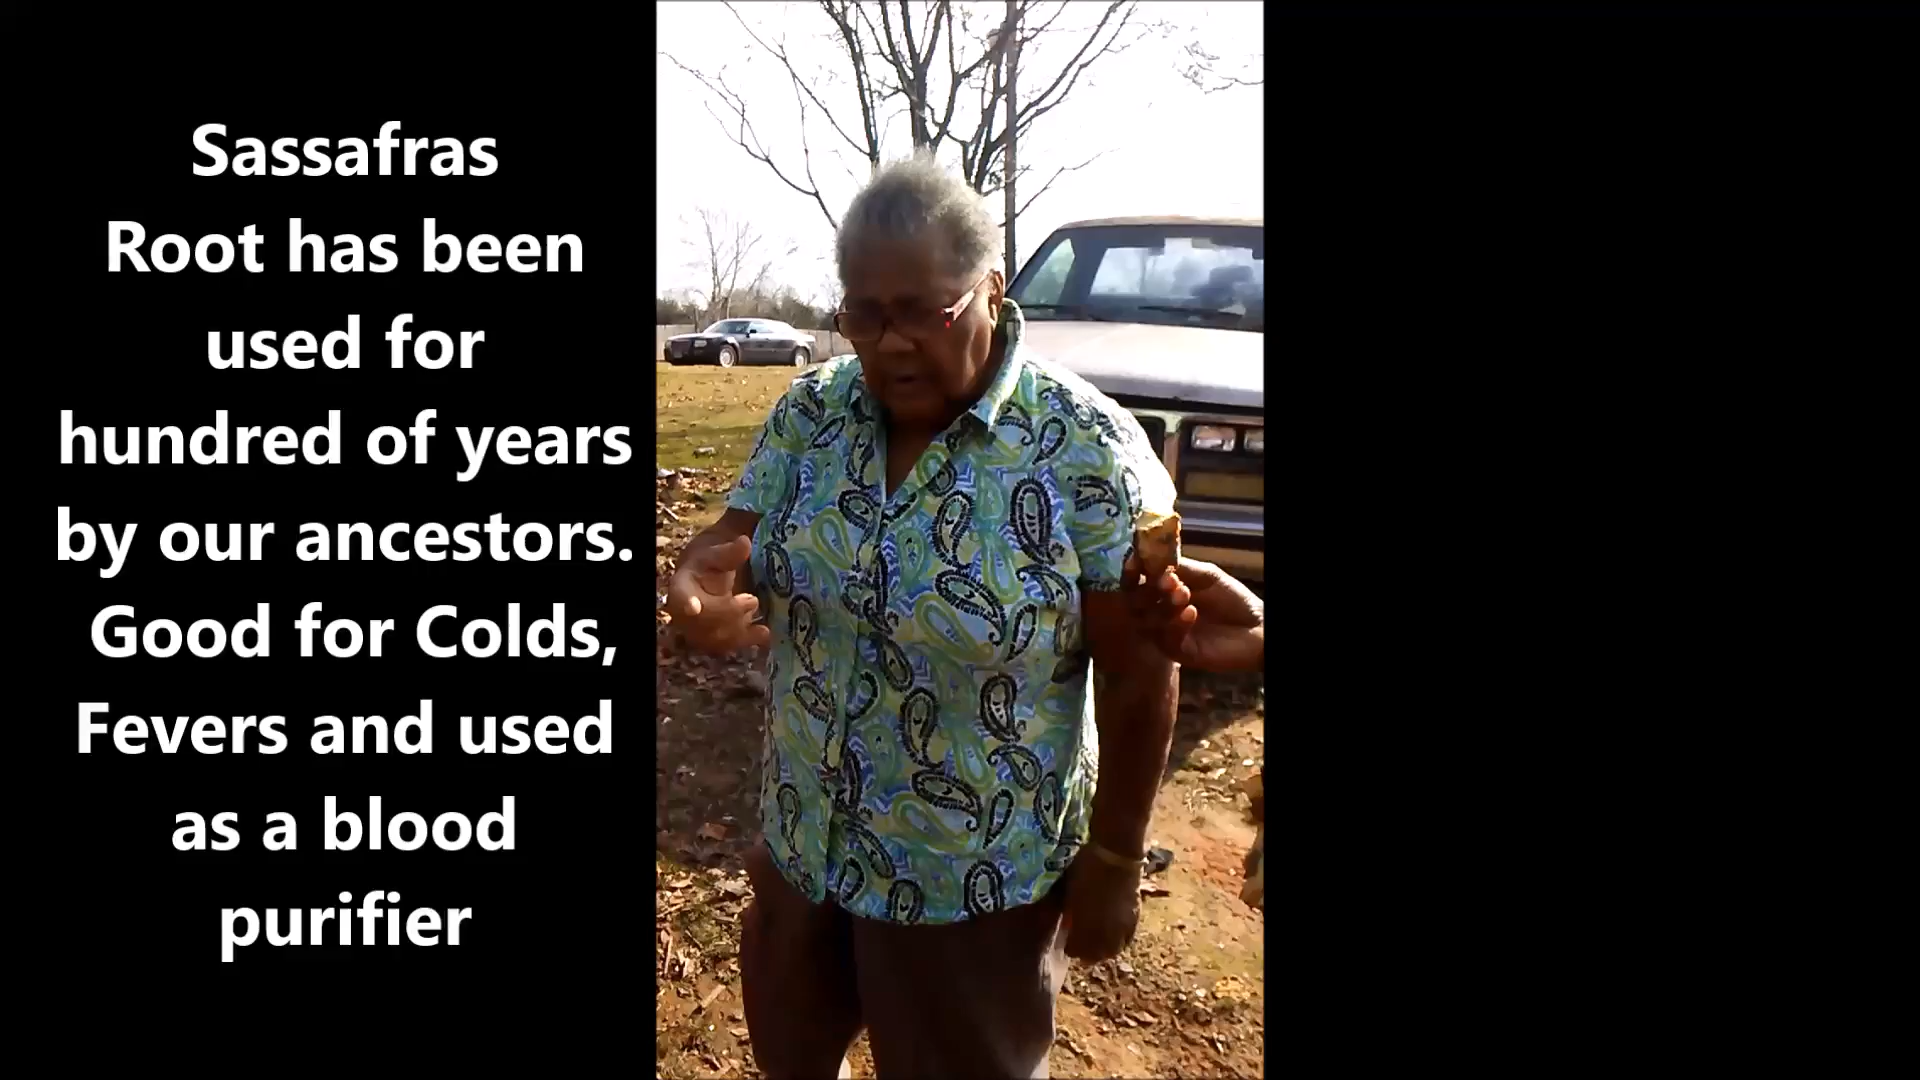 Sassafras
Root has been
used for
hundred of years
by our ancestors.
Good for Colds,
Fevers and used
as a blood
purifier